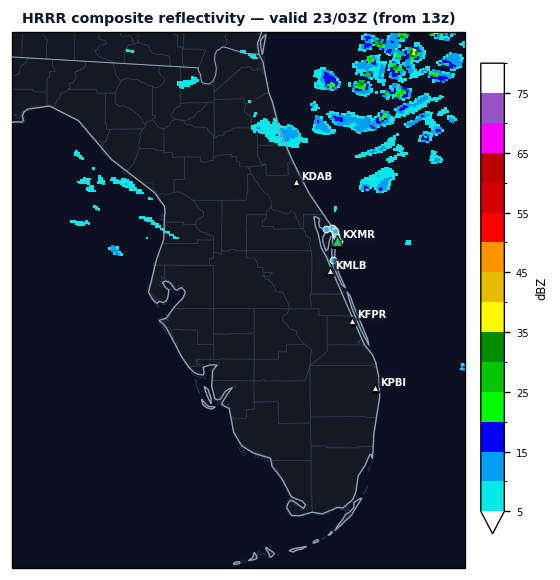 HRRR composite reflectivity — valid 23/03Z (from 13z)
KDAB
KXMR
KMLB
KFPR
KPBI
75
65
55
45
35
25
15
5
dBZ